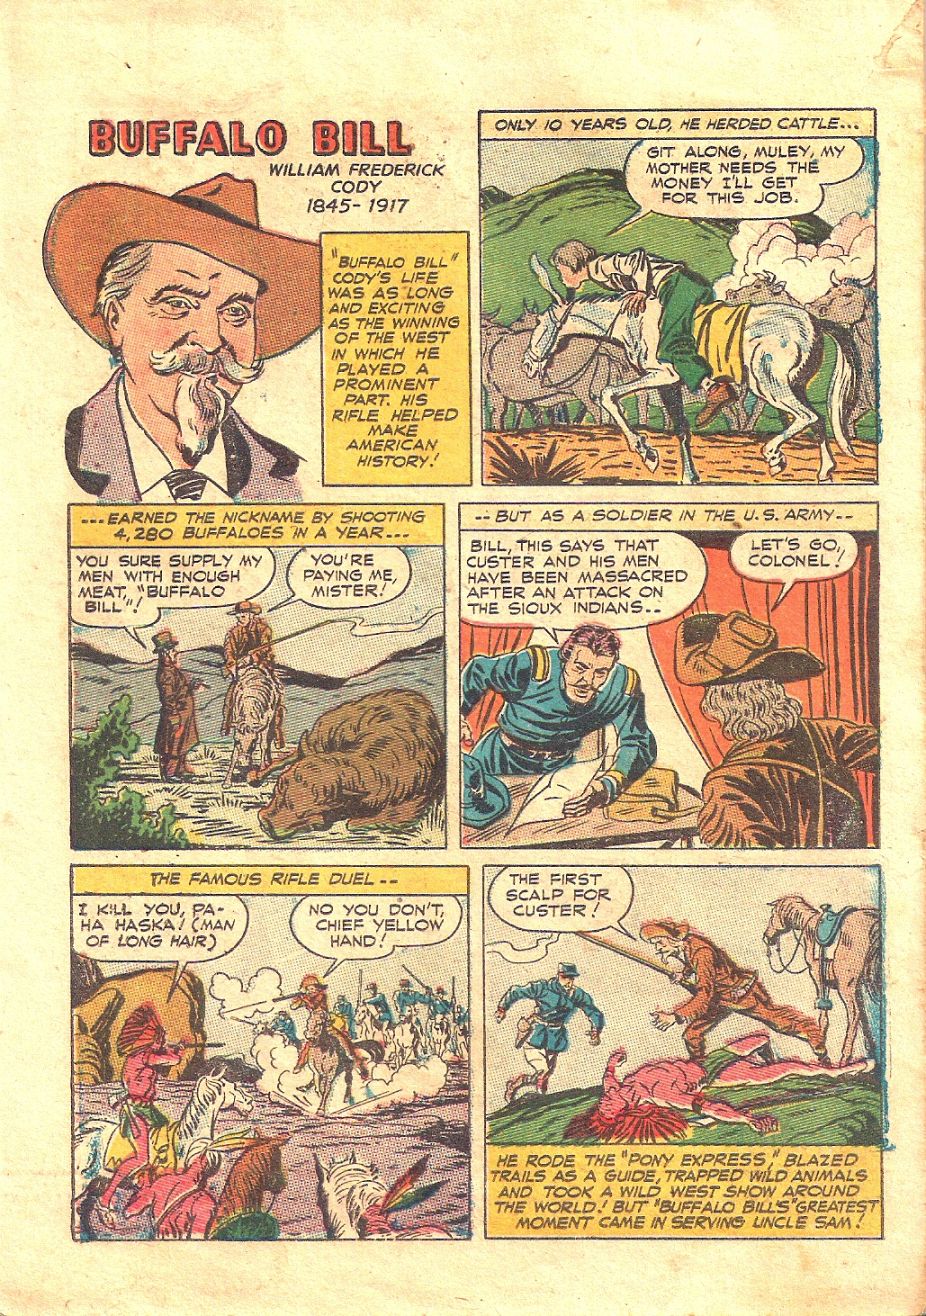 BUFFALO BILL
WILLIAM FREDERICK
CODY
1845-1917
"BUFFALO BILL"
CODY'S LIFE
WAS AS LONG
AND EXCITING
AS THE WINNING
OF THE WEST
IN WHICH HE
PLAYED A
PROMINENT
PART. HIS
RIFLE HELPED
MAKE
AMERICAN
HISTORY!
ONLY 10 YEARS OLD, HE HERDED CATTLE...
GIT ALONG, MULEY, MY
MOTHER NEEDS THE
MONEY I'LL GET
FOR THIS JOB.
...EARNED THE NICKNAME BY SHOOTING
4,280 BUFFALOES IN A YEAR...
YOU SURE SUPPLY MY
MEN WITH ENOUGH
MEAT, "BUFFALO
BILL"!
YOU'RE
PAYING ME,
MISTER!
-- BUT AS A SOLDIER IN THE U.S. ARMY--
BILL, THIS SAYS THAT
CUSTER AND HIS MEN
HAVE BEEN MASSACRED
AFTER AN ATTACK ON
THE SIOUX INDIANS--
LET'S GO,
COLONEL!
THE FAMOUS RIFLE DUEL --
I KILL YOU, PA-
HA HASKA! (MAN
OF LONG HAIR)
NO YOU DON'T,
CHIEF YELLOW
HAND!
THE FIRST
SCALP FOR
CUSTER!
HE RODE THE "PONY EXPRESS," BLAZED
TRAILS AS A GUIDE, TRAPPED WILD ANIMALS
AND TOOK A WILD WEST SHOW AROUND
THE WORLD! BUT "BUFFALO BILL'S" GREATEST
MOMENT CAME IN SERVING UNCLE SAM!